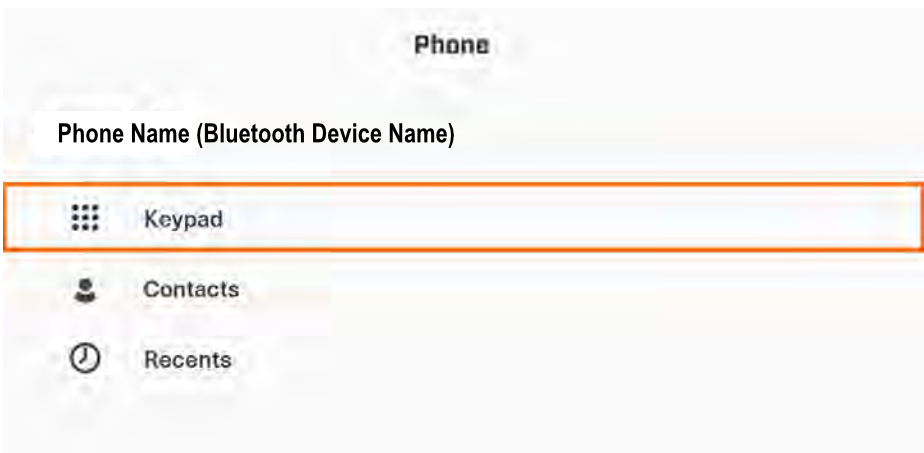 Phone
Phone Name (Bluetooth Device Name)
Keypad
Contacts
Recents